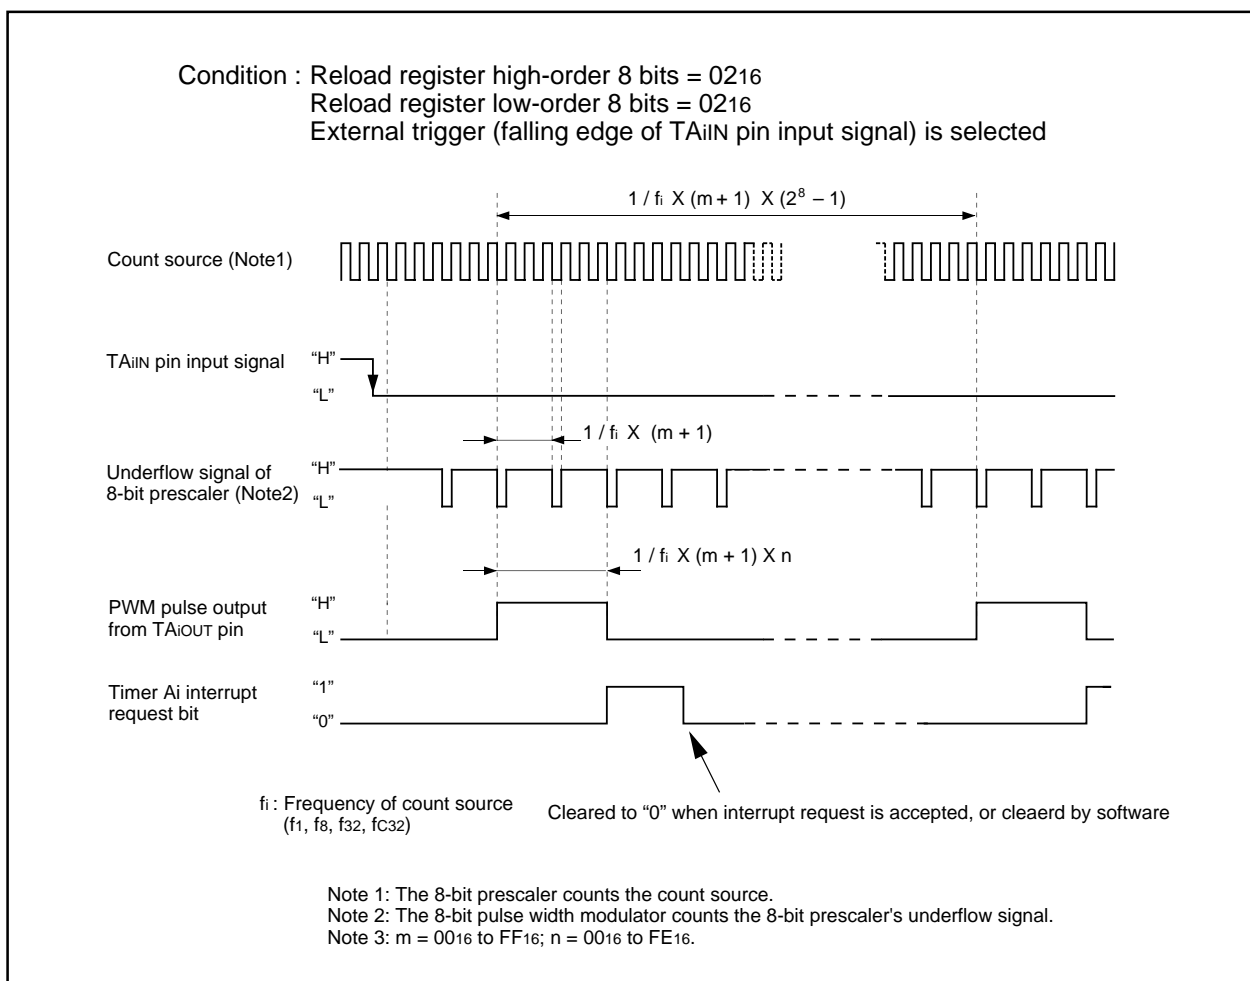 Condition : Reload register high-order 8 bits = 0216
Reload register low-order 8 bits = 0216
External trigger (falling edge of TAiIN pin input signal) is selected
1 / fi X (m + 1) X (2^8 – 1)
Count source (Note1)
TAiIN pin input signal
“H”
“L”
1 / fi X (m + 1)
Underflow signal of
8-bit prescaler (Note2)
“H”
“L”
1 / fi X (m + 1) X n
PWM pulse output
from TAiOUT pin
“H”
“L”
Timer Ai interrupt
request bit
“1”
“0”
fi : Frequency of count source
(f1, f8, f32, fC32)
Cleared to “0” when interrupt request is accepted, or cleaerd by software
Note 1: The 8-bit prescaler counts the count source.
Note 2: The 8-bit pulse width modulator counts the 8-bit prescaler's underflow signal.
Note 3: m = 0016 to FF16; n = 0016 to FE16.